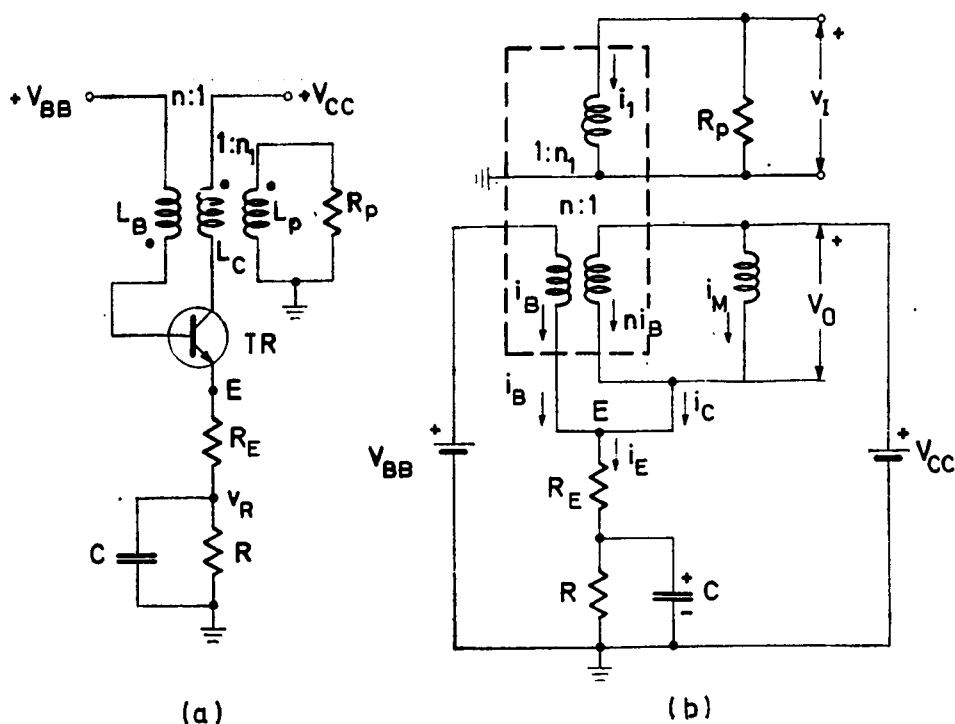 +V_BB
n:1
+V_CC
1:n_1
L_B
L_C
L_p
R_p
TR
E
R_E
v_R
C
R
(a)
+
i_1
R_p
v_I
1:n_1
n:1
+
i_B
ni_B
i_M
V_O
i_B
E
i_C
+
V_BB
i_E
R_E
+
V_CC
R
+
C
-
(b)